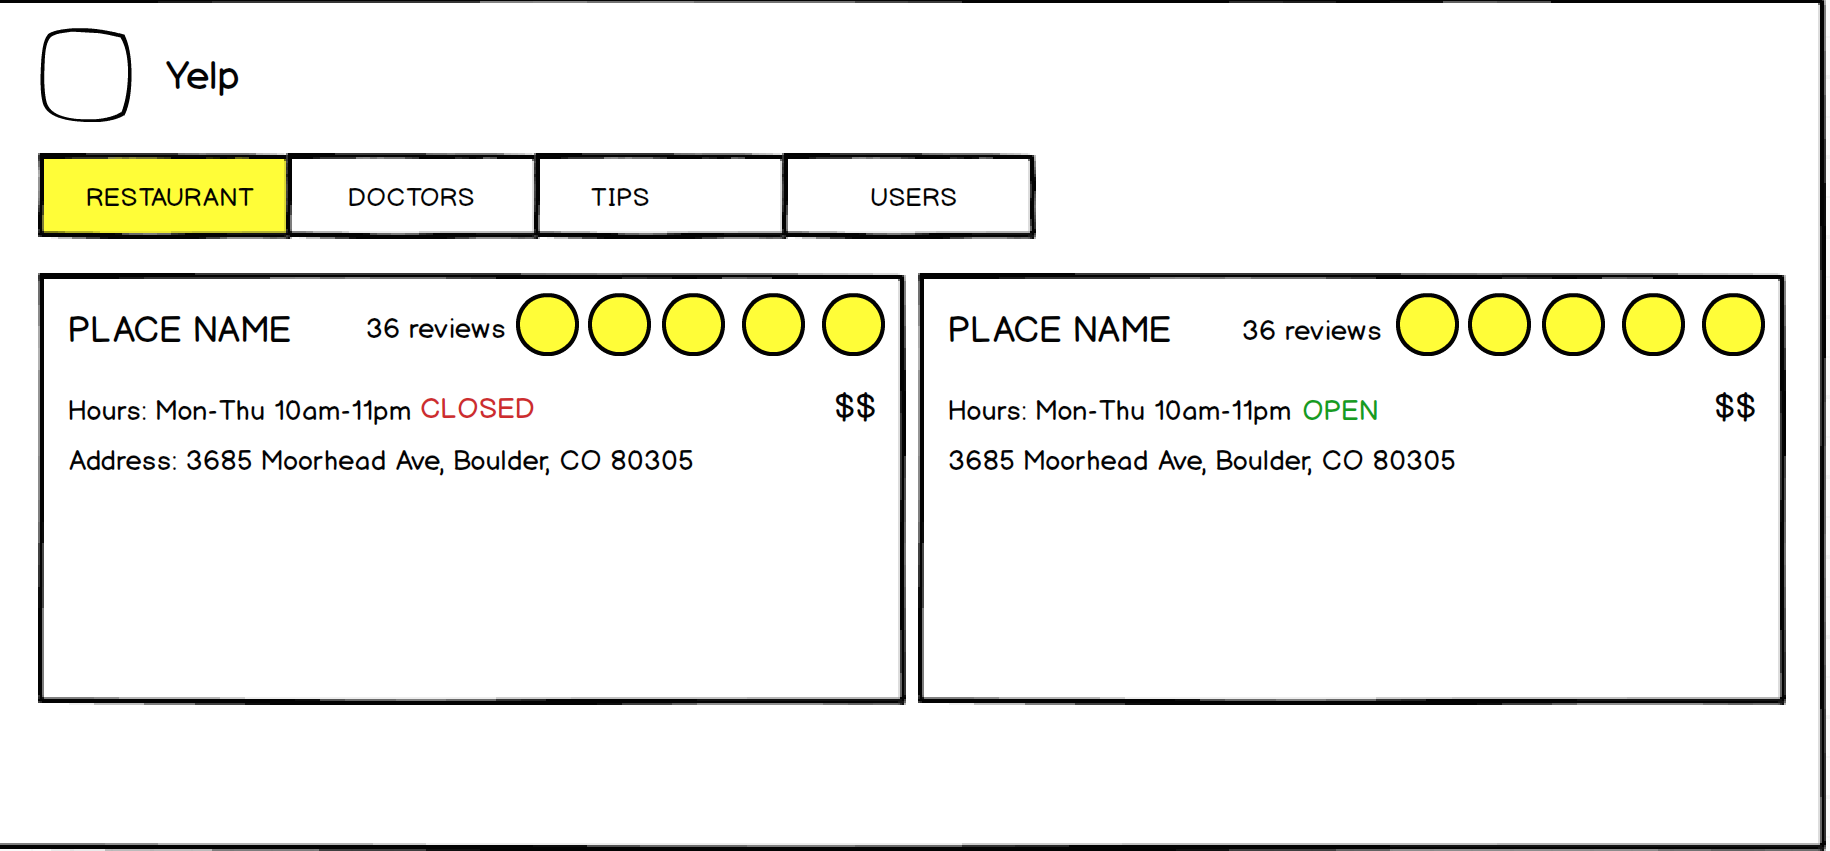 Yelp
RESTAURANT DOCTORS TIPS USERS
PLACE NAME 36 reviews
Hours: Mon-Thu 10am-11pm CLOSED $$
Address: 3685 Moorhead Ave, Boulder, CO 80305
PLACE NAME 36 reviews
Hours: Mon-Thu 10am-11pm OPEN $$
3685 Moorhead Ave, Boulder, CO 80305